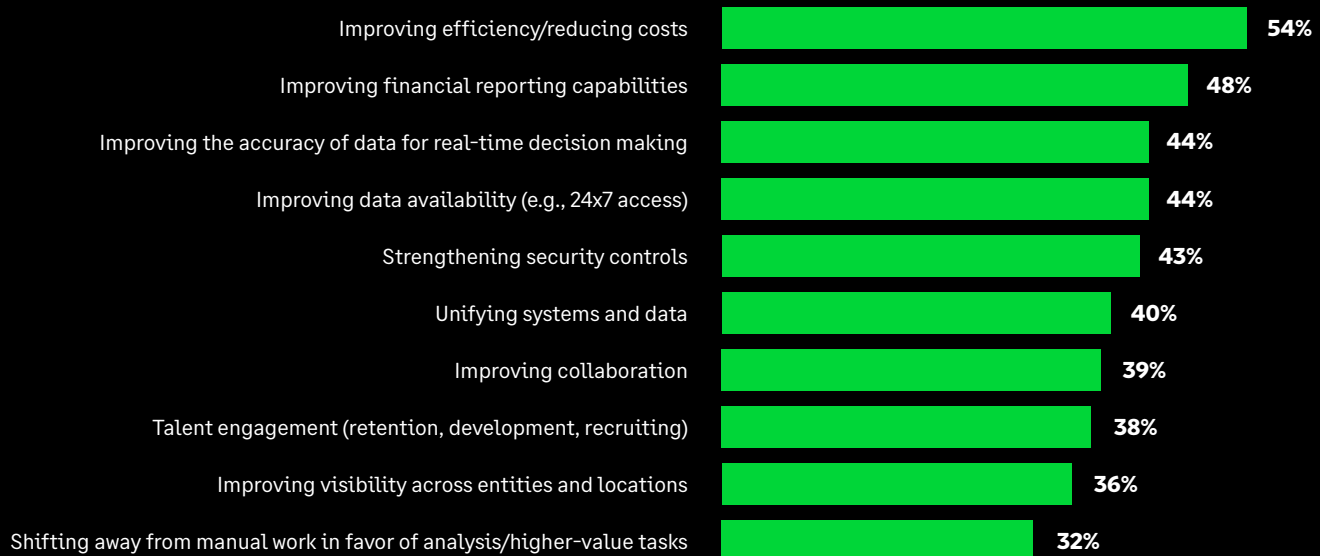 Improving efficiency/reducing costs 54%
Improving financial reporting capabilities 48%
Improving the accuracy of data for real-time decision making 44%
Improving data availability (e.g., 24x7 access) 44%
Strengthening security controls 43%
Unifying systems and data 40%
Improving collaboration 39%
Talent engagement (retention, development, recruiting) 38%
Improving visibility across entities and locations 36%
Shifting away from manual work in favor of analysis/higher-value tasks 32%